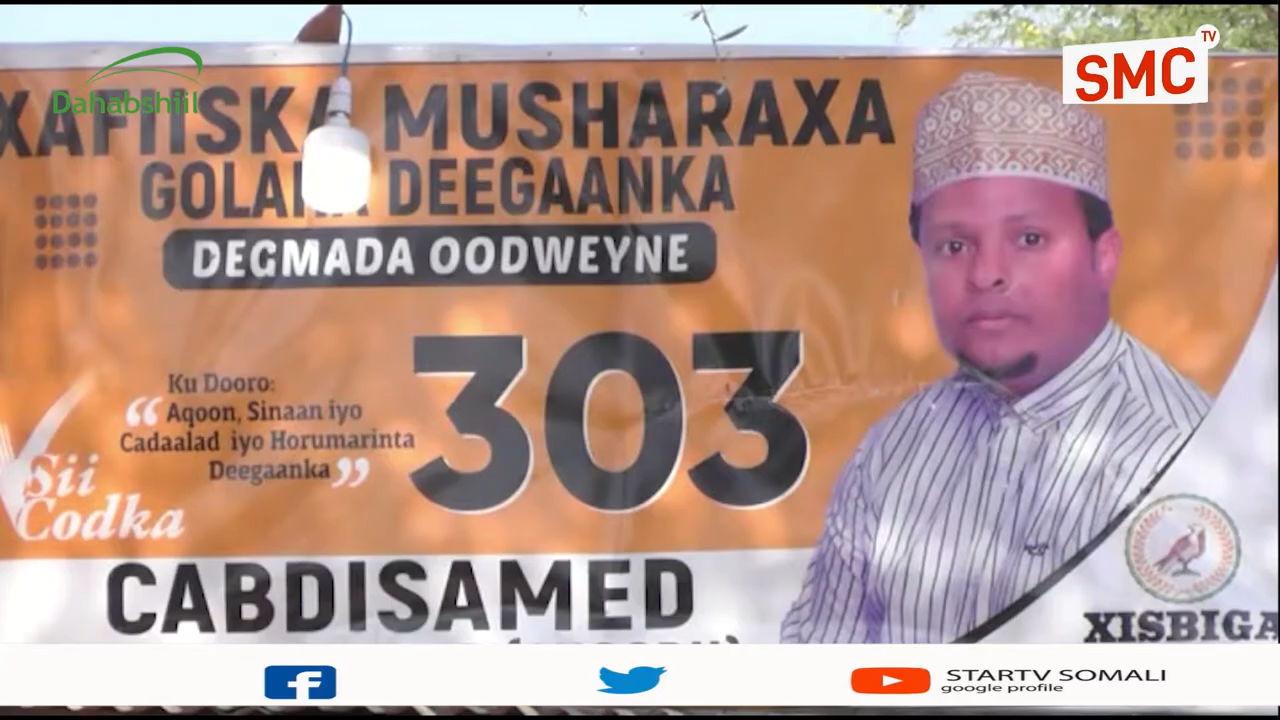 Dahabshiil
SMC TV
XAFIISKA MUSHARAXA
GOLAHA DEEGAANKA
DEGMADA OODWEYNE
303
Ku Dooro:
“ Aqoon, Sinaan iyo
Cadaalad iyo Horumarinta
Deegaanka ”
Sii
Codka
CABDISAMED
XISBIGA
STARTV SOMALI
google profile